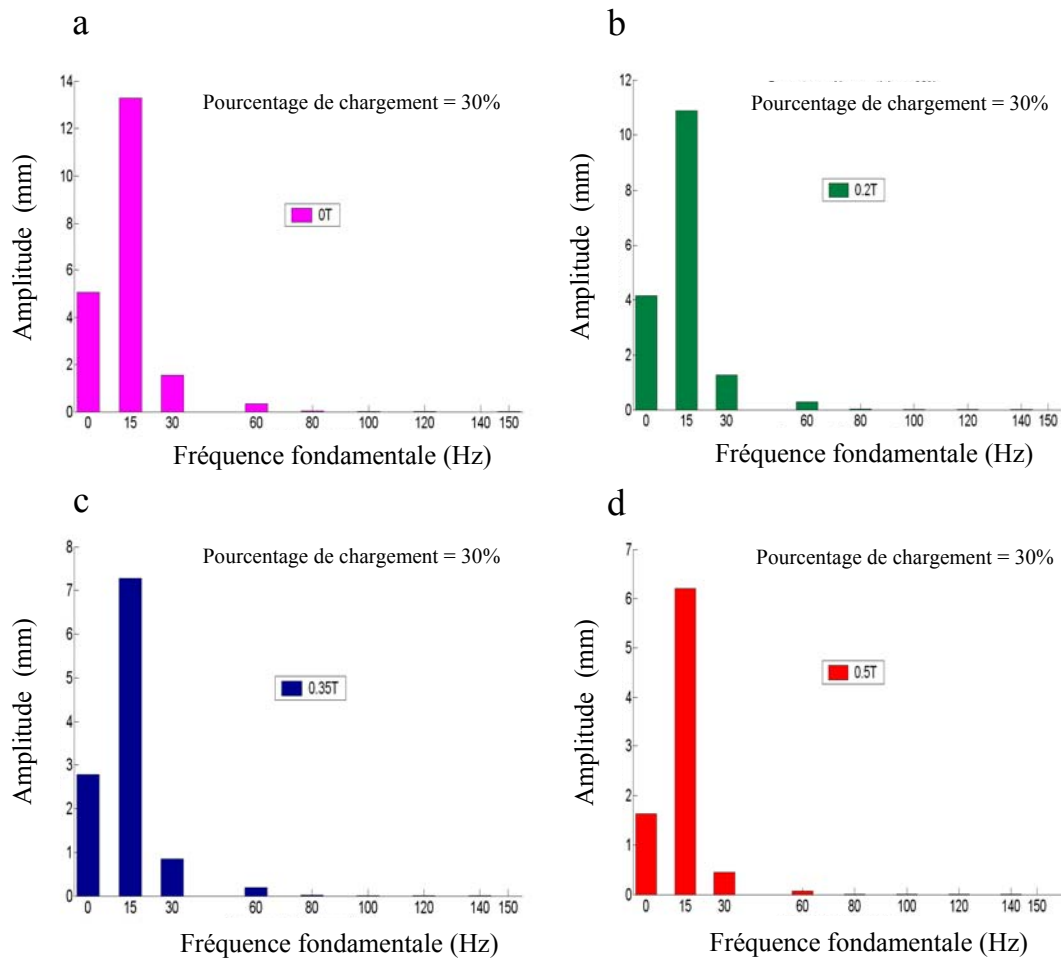 a
Pourcentage de chargement = 30%
0T
Amplitude (mm)
14
12
10
8
6
4
2
0
0 15 30 60 80 100 120 140 150
Fréquence fondamentale (Hz)
b
Pourcentage de chargement = 30%
0.2T
Amplitude (mm)
12
10
8
6
4
2
0
0 15 30 60 80 100 120 140 150
Fréquence fondamentale (Hz)
c
Pourcentage de chargement = 30%
0.35T
Amplitude (mm)
8
7
6
5
4
3
2
1
0
0 15 30 60 80 100 120 140 150
Fréquence fondamentale (Hz)
d
Pourcentage de chargement = 30%
0.5T
Amplitude (mm)
7
6
5
4
3
2
1
0
0 15 30 60 80 100 120 140 150
Fréquence fondamentale (Hz)